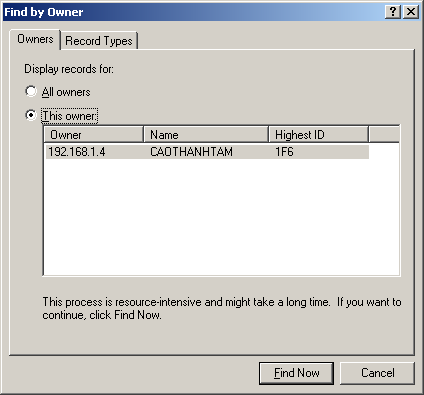 Find by Owner
Owners Record Types
Display records for:
All owners
This owner:
Owner Name Highest ID
192.168.1.4 CAOTHANHTAM 1F6
This process is resource-intensive and might take a long time. If you want to
continue, click Find Now.
Find Now Cancel